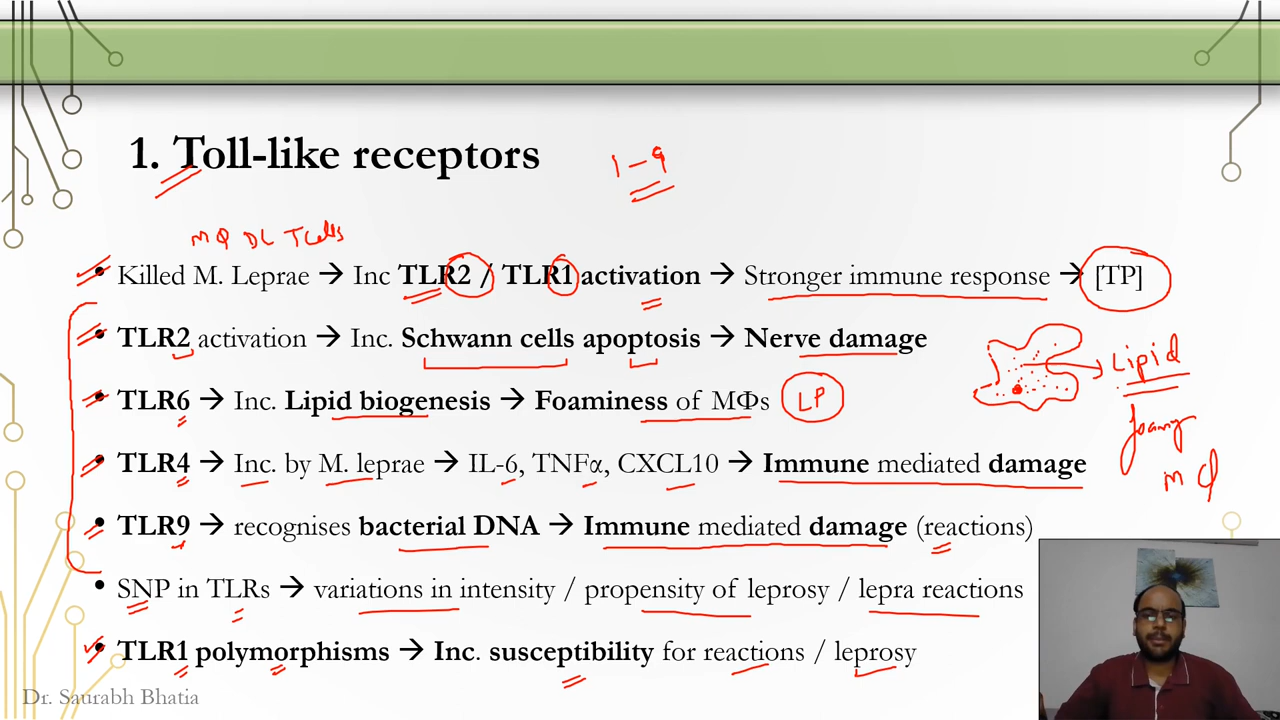 1. Toll-like receptors
1-9
MΦ DC T Cells
• Killed M. Leprae → Inc TLR2 / TLR1 activation → Stronger immune response → [TP]
• TLR2 activation → Inc. Schwann cells apoptosis → Nerve damage
Lipid
• TLR6 → Inc. Lipid biogenesis → Foaminess of MΦs LP
foamy
• TLR4 → Inc. by M. leprae → IL-6, TNFα, CXCL10 → Immune mediated damage
mφ
• TLR9 → recognises bacterial DNA → Immune mediated damage (reactions)
• SNP in TLRs → variations in intensity / propensity of leprosy / lepra reactions
• TLR1 polymorphisms → Inc. susceptibility for reactions / leprosy
Dr. Saurabh Bhatia